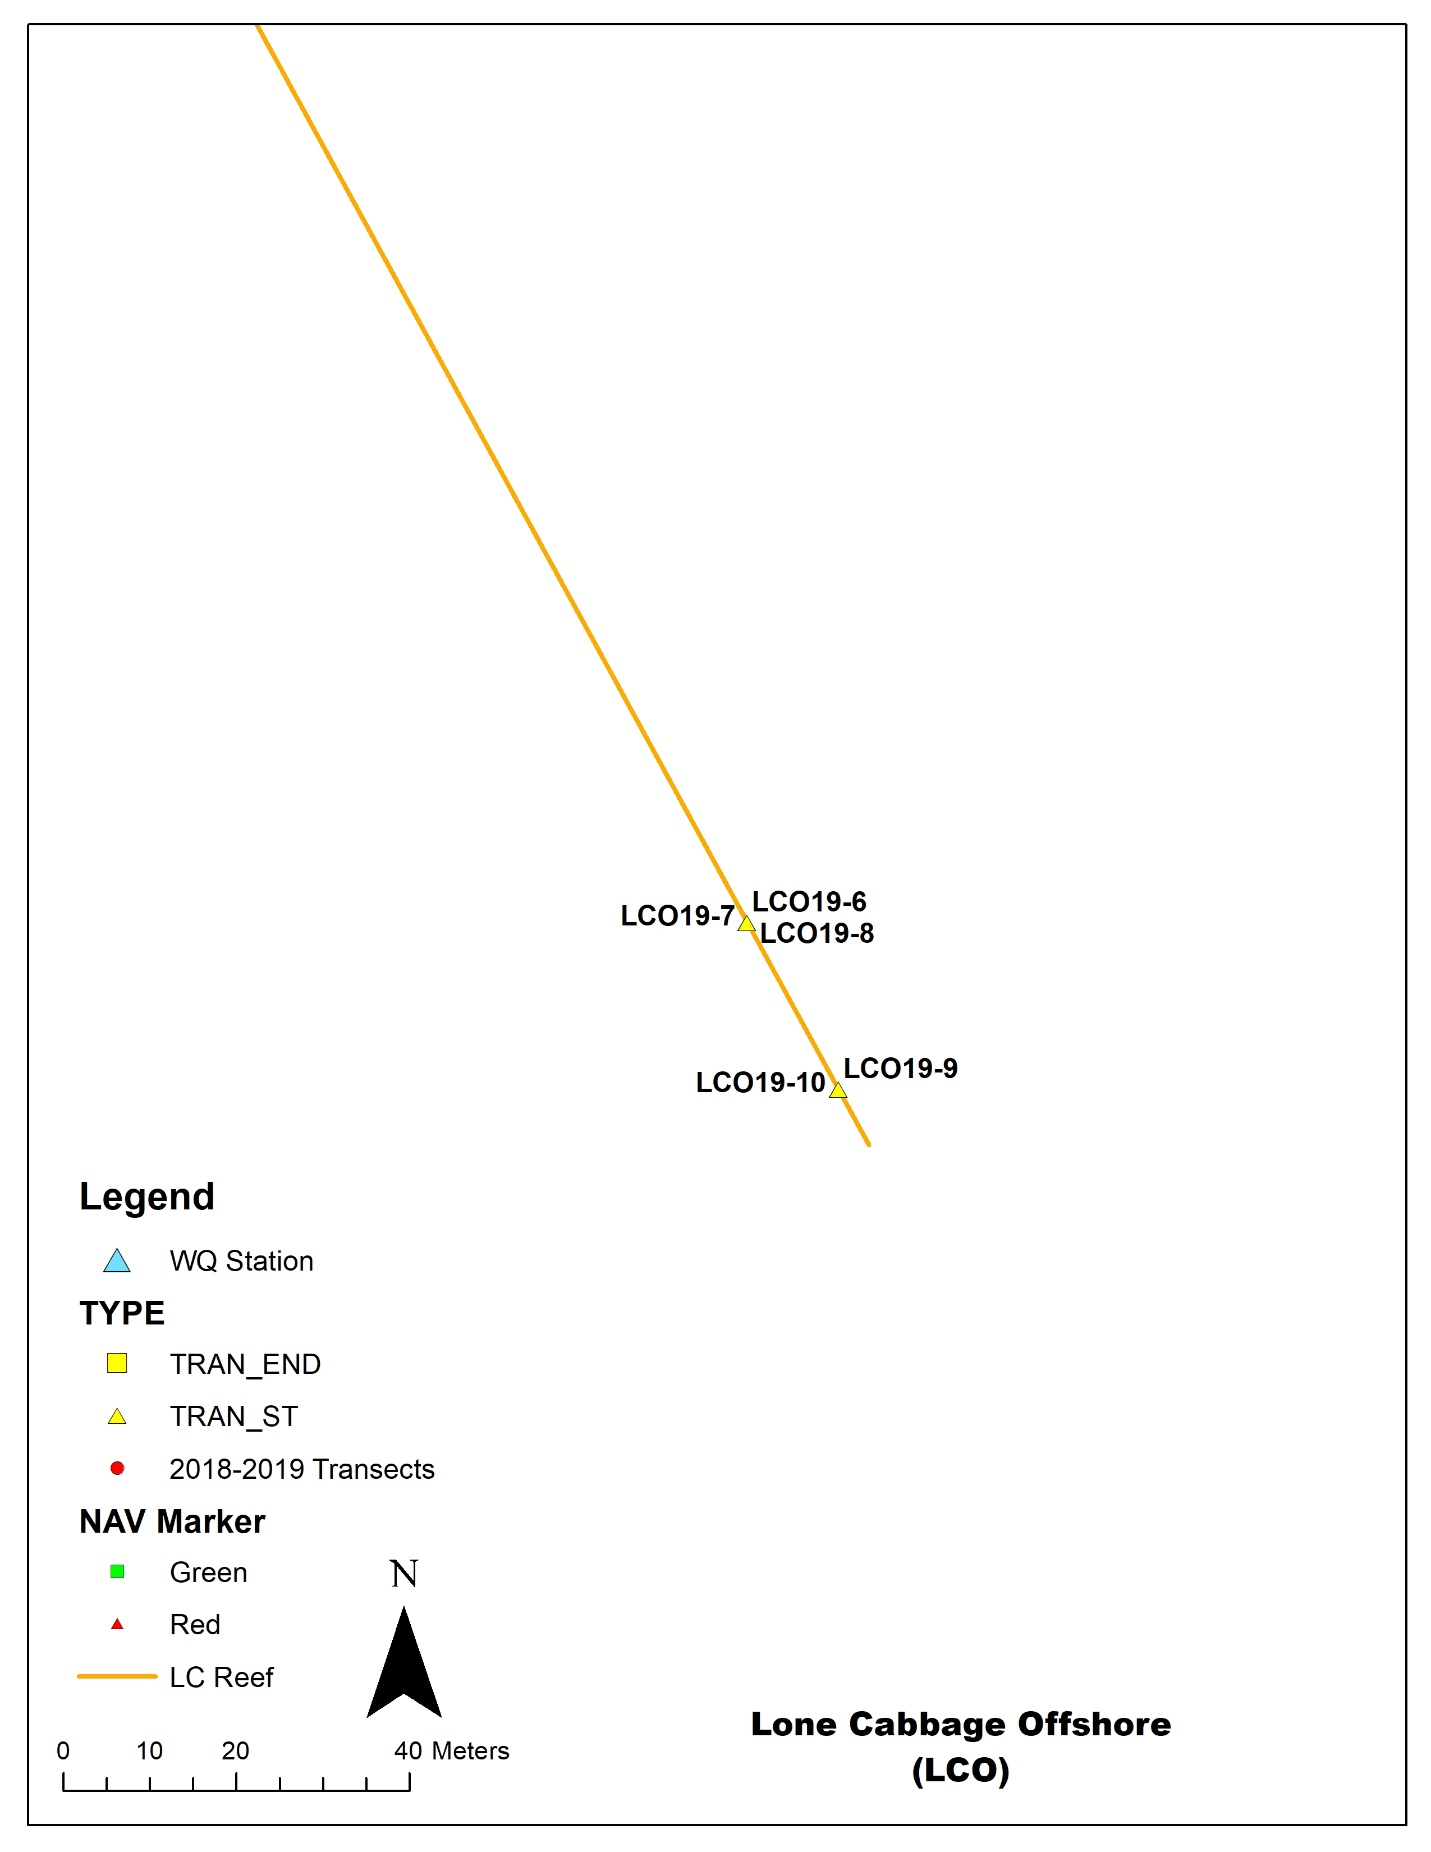 LCO19-6
LCO19-7
LCO19-8
LCO19-9
LCO19-10
Legend
WQ Station
TYPE
TRAN_END
TRAN_ST
2018-2019 Transects
NAV Marker
Green
N
Red
LC Reef
Lone Cabbage Offshore
(LCO)
0 10 20 40 Meters